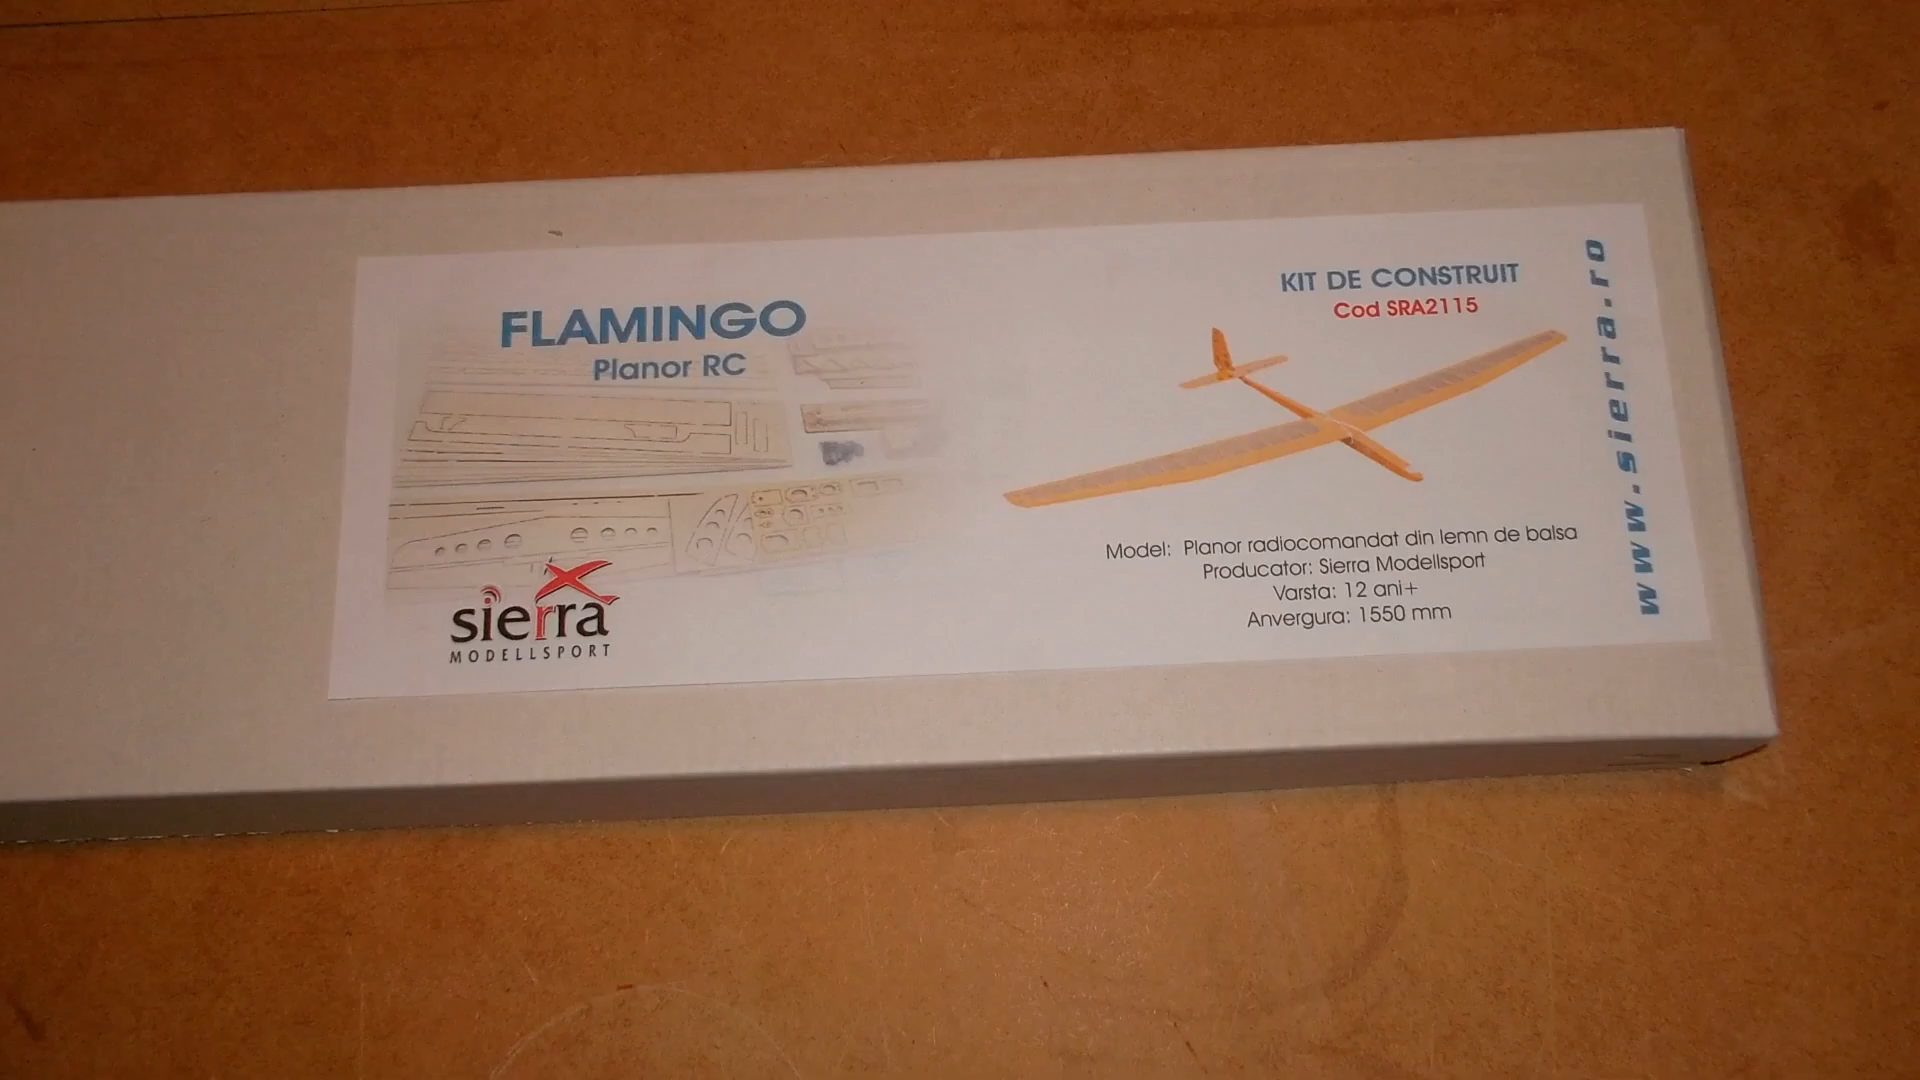 FLAMINGO
Planor RC
sierra
MODELLSPORT
KIT DE CONSTRUIT
Cod SRA2115
Model: Planor radiocomandat din lemn de balsa
Producator: Sierra Modellsport
Varsta: 12 ani+
Anvergura: 1550 mm
www.sierra.ro